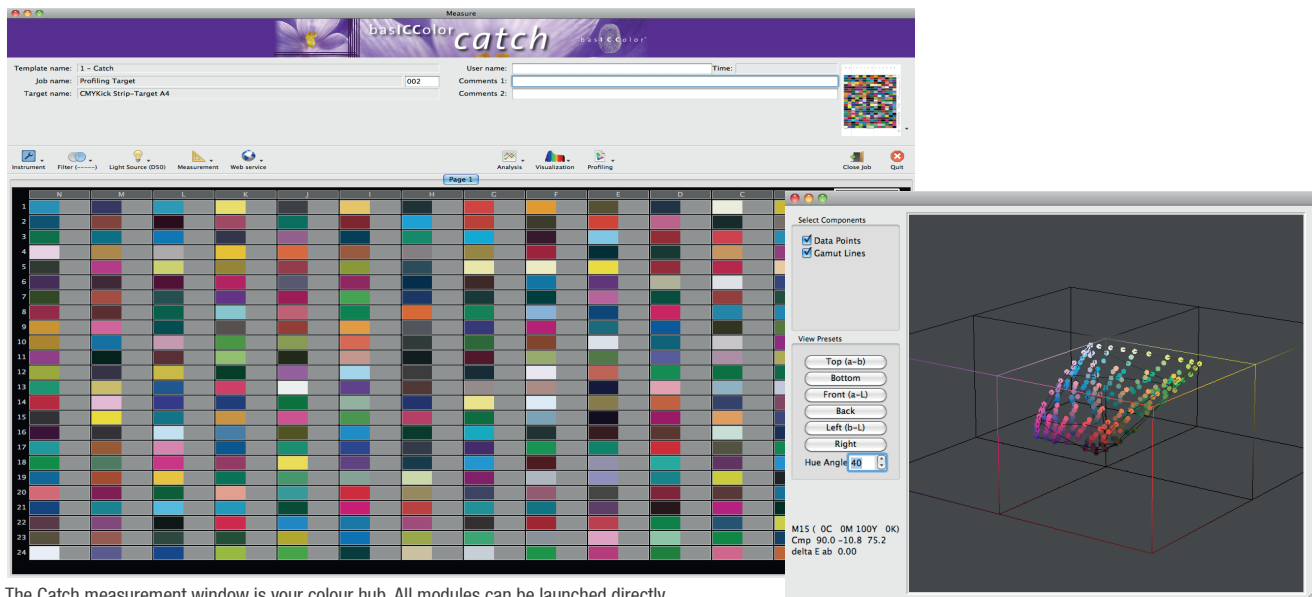 Measure
basICColor catch basICColor
Template name: 1 - Catch
Job name: Profiling Target 002
Target name: CMYKick Strip-Target A4
User name: Time:
Comments 1:
Comments 2:
Instrument Filter (-----) Light Source (D50) Measurement Web service Analysis Visualization Profiling Close Job Quit
Page 1
N M L K J I H G F E D C
1
2
3
4
5
6
7
8
9
10
11
12
13
14
15
16
17
18
19
20
21
22
23
24
Select Components
Data Points
Gamut Lines
View Presets
Top (a-b)
Bottom
Front (a-L)
Back
Left (b-L)
Right
Hue Angle 40
M15 ( 0C 0M 100Y 0K)
Cmp 90.0 -10.8 75.2
delta E ab 0.00
The Catch measurement window is your colour hub. All modules can be launched directly